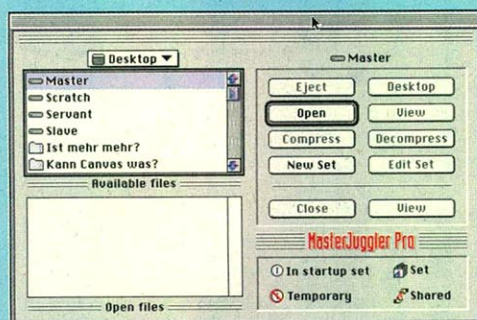 Desktop
Master
Master
Scratch
Servant
Slave
Ist mehr mehr?
Kann Canvas was?
Available files
Open files
Eject
Desktop
Open
View
Compress
Decompress
New Set
Edit Set
Close
View
MasterJuggler Pro
In startup set
Set
Temporary
Shared